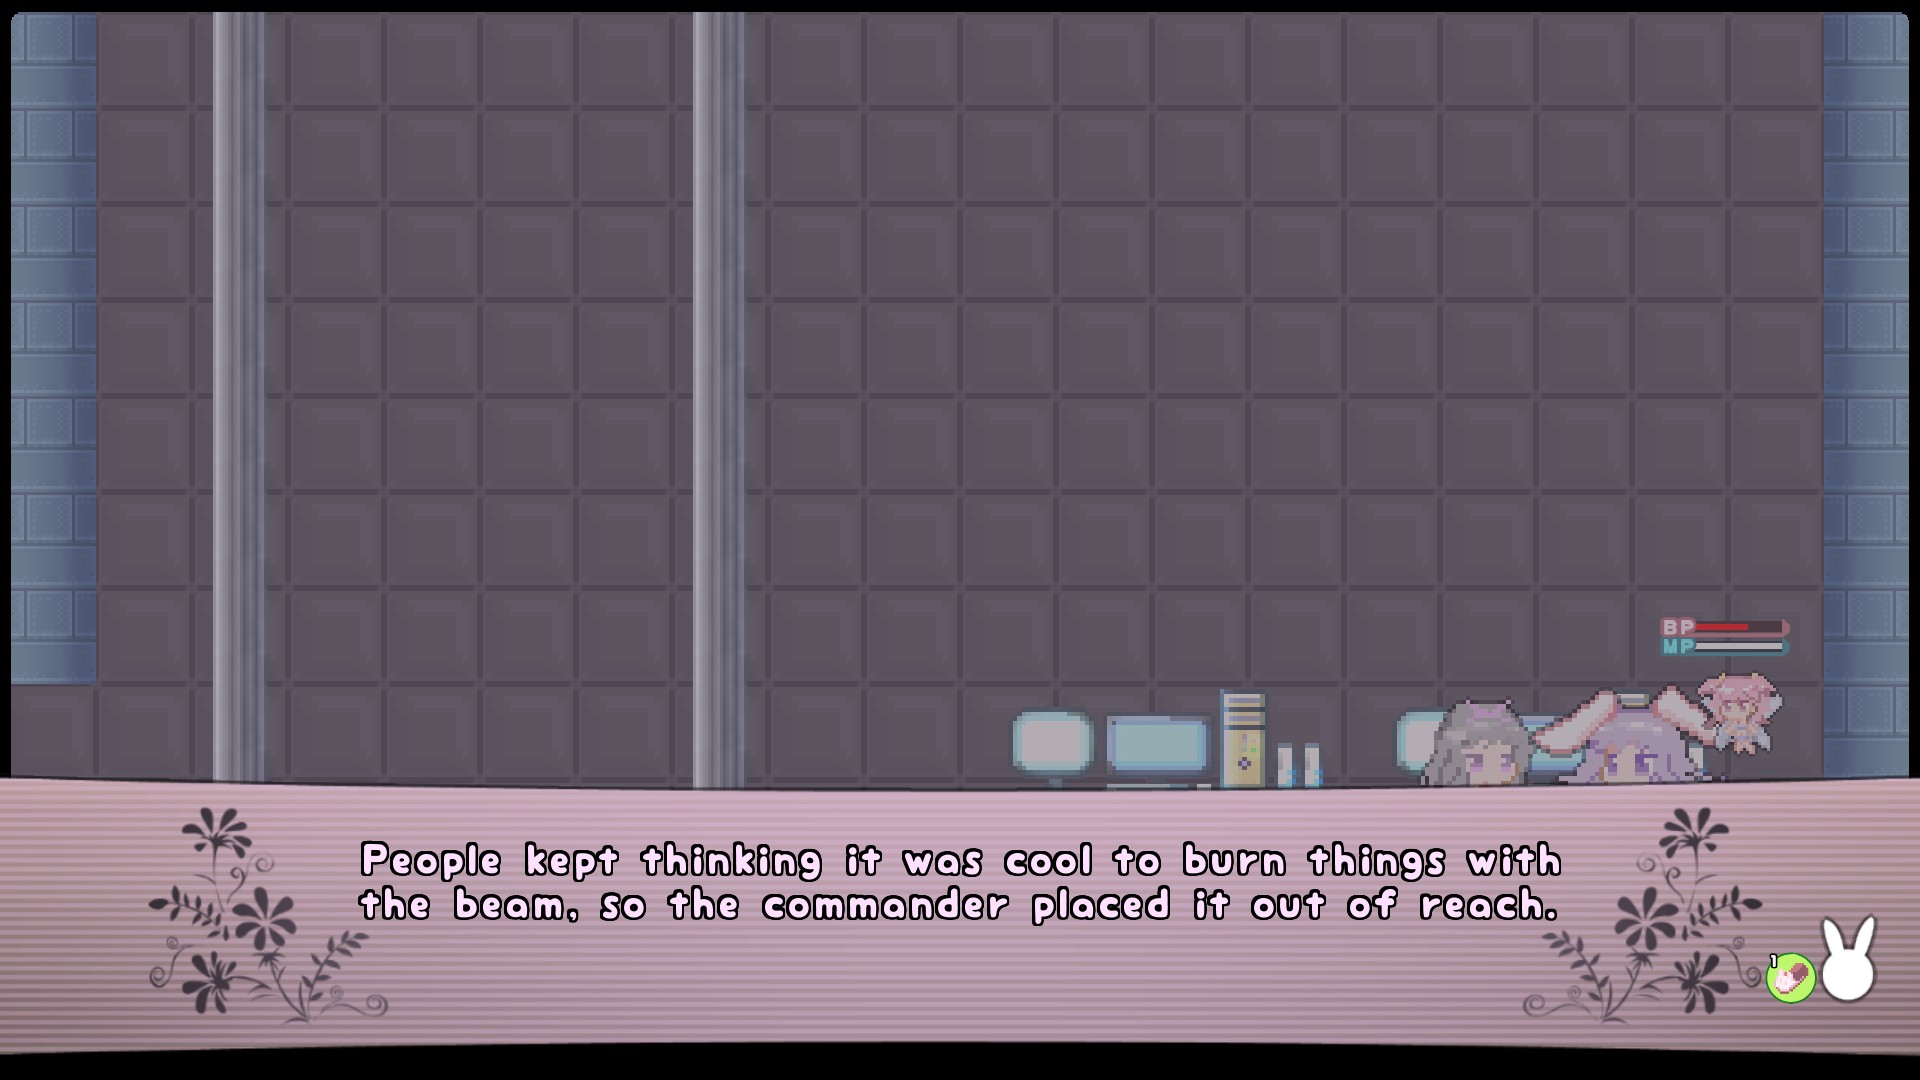 BP
MP
People kept thinking it was cool to burn things with
the beam, so the commander placed it out of reach.
1